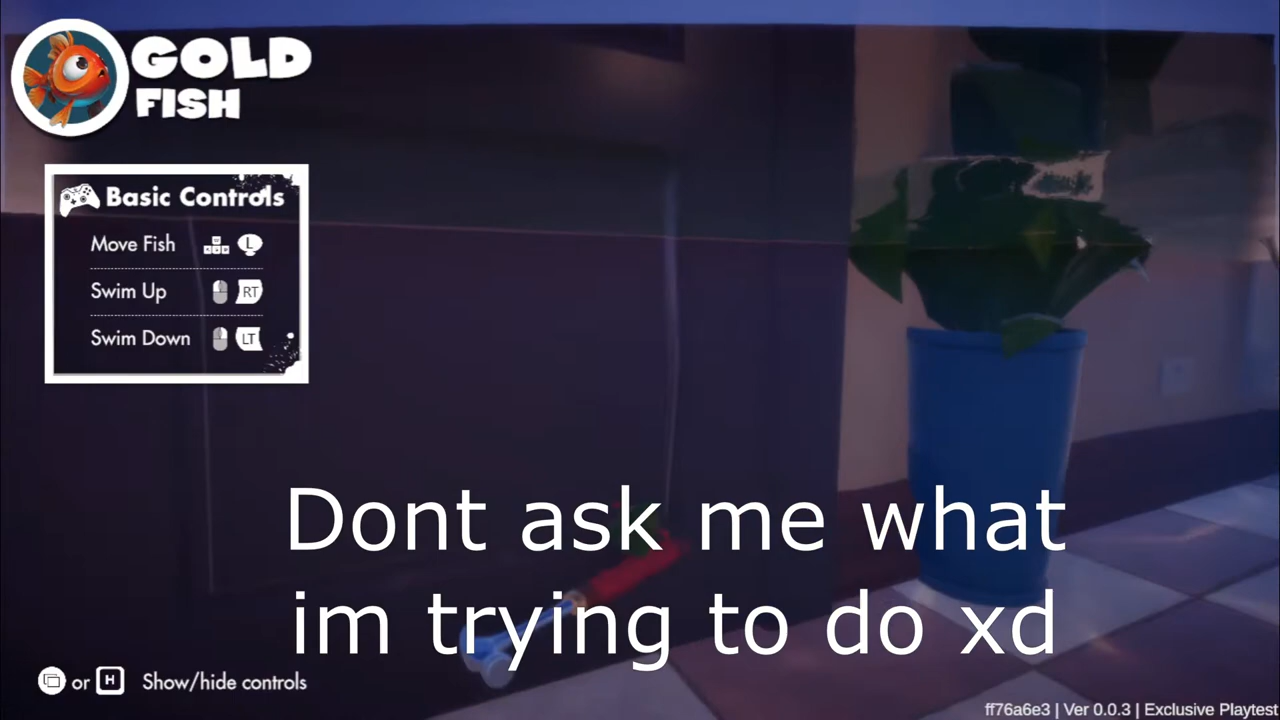 GOLD
FISH
Basic Controls
Move Fish L
Swim Up RT
Swim Down LT
Dont ask me what
im trying to do xd
or H Show/hide controls
ff76a6e3 | Ver 0.0.3 | Exclusive Playtest